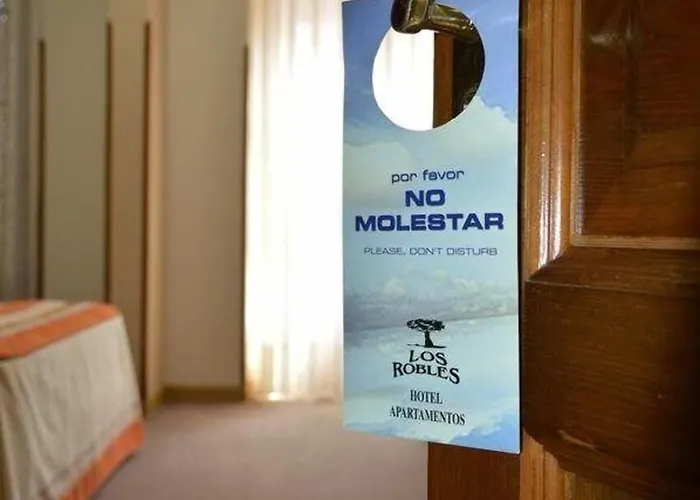 por favor
NO
MOLESTAR
PLEASE, DON'T DISTURB
LOS
ROBLES
HOTEL
APARTAMENTOS